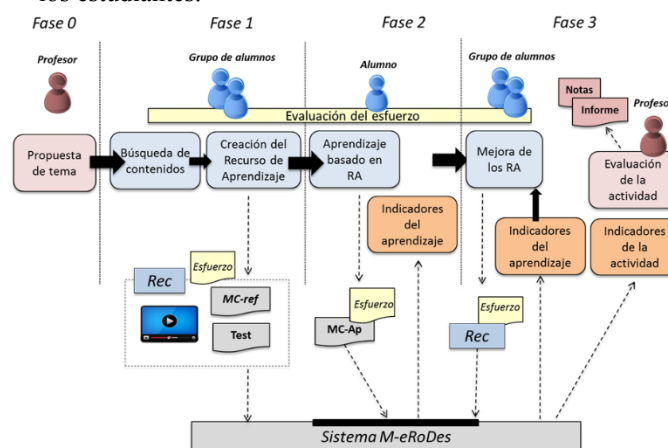 los estudiantes.
Fase 0
Fase 1
Fase 2
Fase 3
Profesor
Grupo de alumnos
Alumno
Grupo de alumnos
Notas
Informe
Profeso
Evaluación del esfuerzo
Propuesta
de tema
Búsqueda de
contenidos
Creación del
Recurso de
Aprendizaje
Aprendizaje
basado en
RA
Mejora de
los RA
Evaluación
de la
actividad
Indicadores
del
aprendizaje
Indicadores
del
aprendizaje
Indicadores
de la
actividad
Rec
Esfuerzo
MC-ref
Test
Esfuerzo
MC-Ap
Esfuerzo
Rec
Sistema M-eRoDes